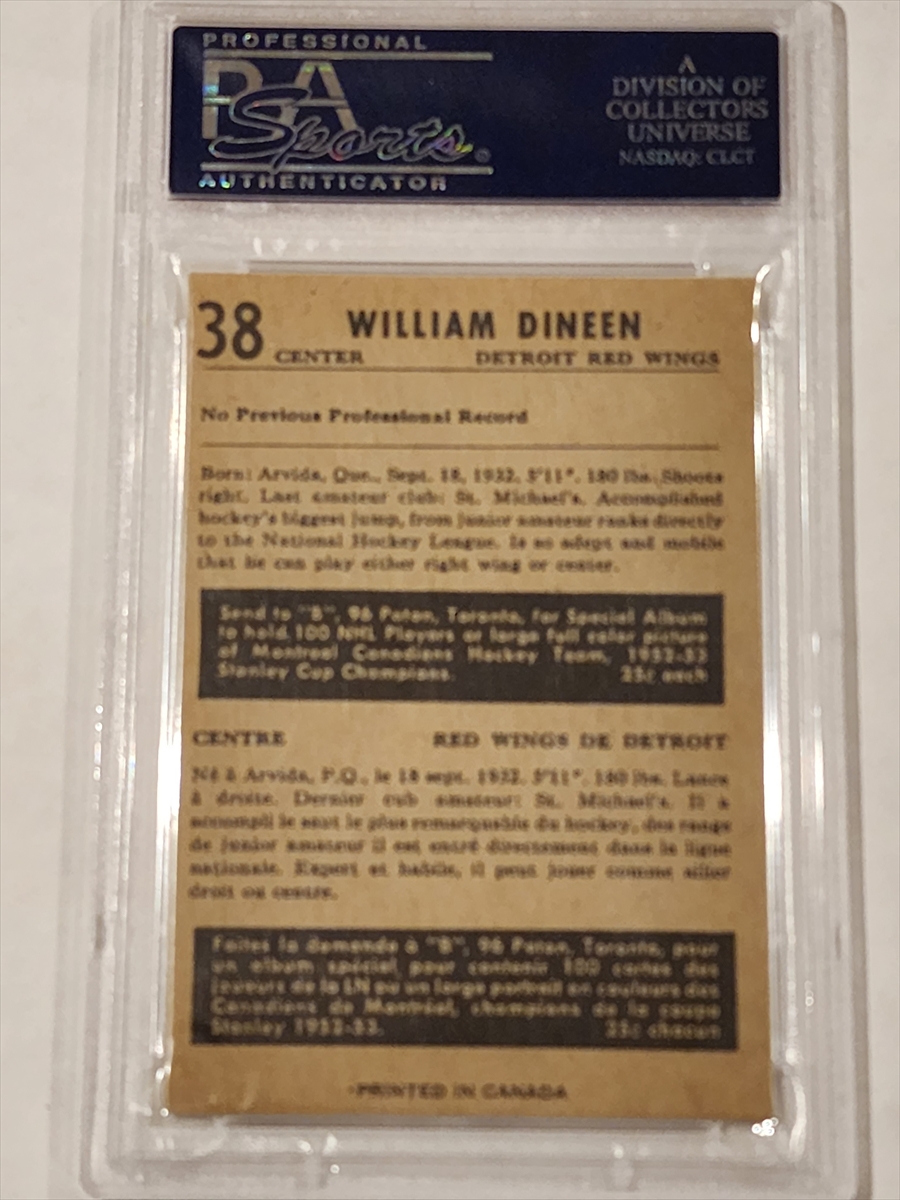 PROFESSIONAL
PSA
Sports
AUTHENTICATOR
A
DIVISION OF
COLLECTORS
UNIVERSE
NASDAQ: CLCT
38 WILLIAM DINEEN
CENTER DETROIT RED WINGS
No Previous Professional Record
Born: Arvida, Que., Sept. 18, 1932. 5'11". 180 lbs. Shoots
right. Last amateur club: St. Michael's. Accomplished
hockey's biggest jump, from junior amateur ranks directly
to the National Hockey League. Is so adept and mobile
that he can play either right wing or center.
Send to "B", 96 Paton, Toronto, for Special Album
to hold 100 NHL Players or large full color picture
of Montreal Canadiens Hockey Team, 1952-53
Stanley Cup Champions. 25c each
CENTRE RED WINGS DE DETROIT
Né à Arvida, P.Q., le 18 sept. 1932. 5'11". 180 lbs. Lance
à droite. Dernier cub amateur: St. Michael's. Il a
accompli le saut le plus remarquable du hockey, des rangs
de junior amateur il est entré directement dans la ligue
nationale. Expert et habile, il peut jouer comme ailier
droit ou centre.
Faites la demande à "B", 96 Paton, Toronto, pour
un album spécial pour contenir 100 cartes des
joueurs de la LN ou un large portrait en couleurs des
Canadiens de Montréal, champions de la coupe
Stanley 1952-53. 25c chacun
PRINTED IN CANADA